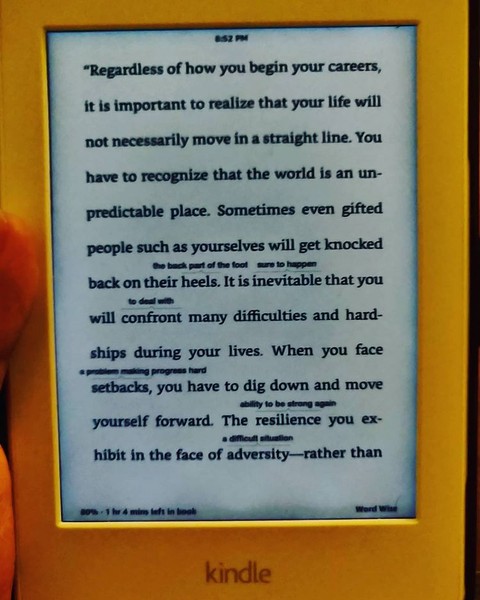 8:52 PM
“Regardless of how you begin your careers,
it is important to realize that your life will
not necessarily move in a straight line. You
have to recognize that the world is an un-
predictable place. Sometimes even gifted
people such as yourselves will get knocked
the back part of the foot sure to happen
back on their heels. It is inevitable that you
to deal with
will confront many difficulties and hard-
ships during your lives. When you face
a problem making progress hard
setbacks, you have to dig down and move
ability to be strong again
yourself forward. The resilience you ex-
a difficult situation
hibit in the face of adversity—rather than
80% - 1 hr 4 mins left in book Word Wise
kindle